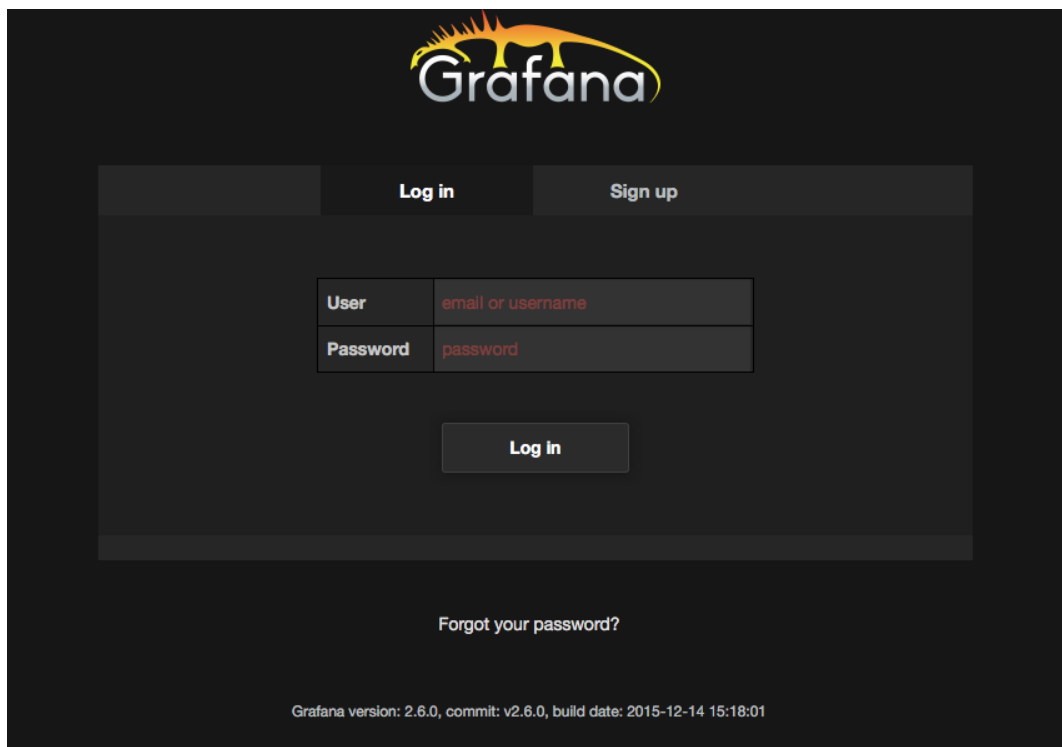 Grafana
Log in Sign up
User email or username
Password password
Log in
Forgot your password?
Grafana version: 2.6.0, commit: v2.6.0, build date: 2015-12-14 15:18:01